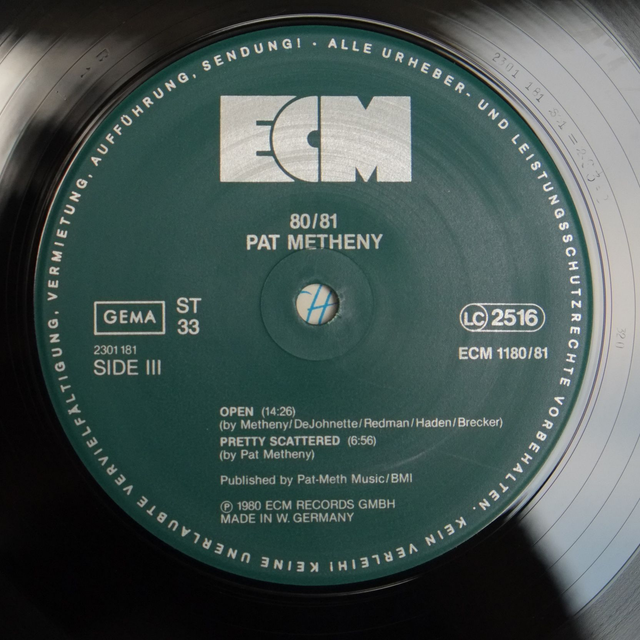 ECM
80/81
PAT METHENY
GEMA
ST
33
LC 2516
2301 181
SIDE III
ECM 1180/81
OPEN (14:26)
(by Metheny/DeJohnette/Redman/Haden/Brecker)
PRETTY SCATTERED (6:56)
(by Pat Metheny)
Published by Pat-Meth Music/BMI
Ⓟ 1980 ECM RECORDS GMBH
MADE IN W. GERMANY
ALLE URHEBER- UND LEISTUNGSSCHUTZRECHTE VORBEHALTEN. KEIN VERLEIH! KEINE UNERLAUBTE VERVIELFÄLTIGUNG, VERMIETUNG, AUFFÜHRUNG, SENDUNG! ·
2301 181